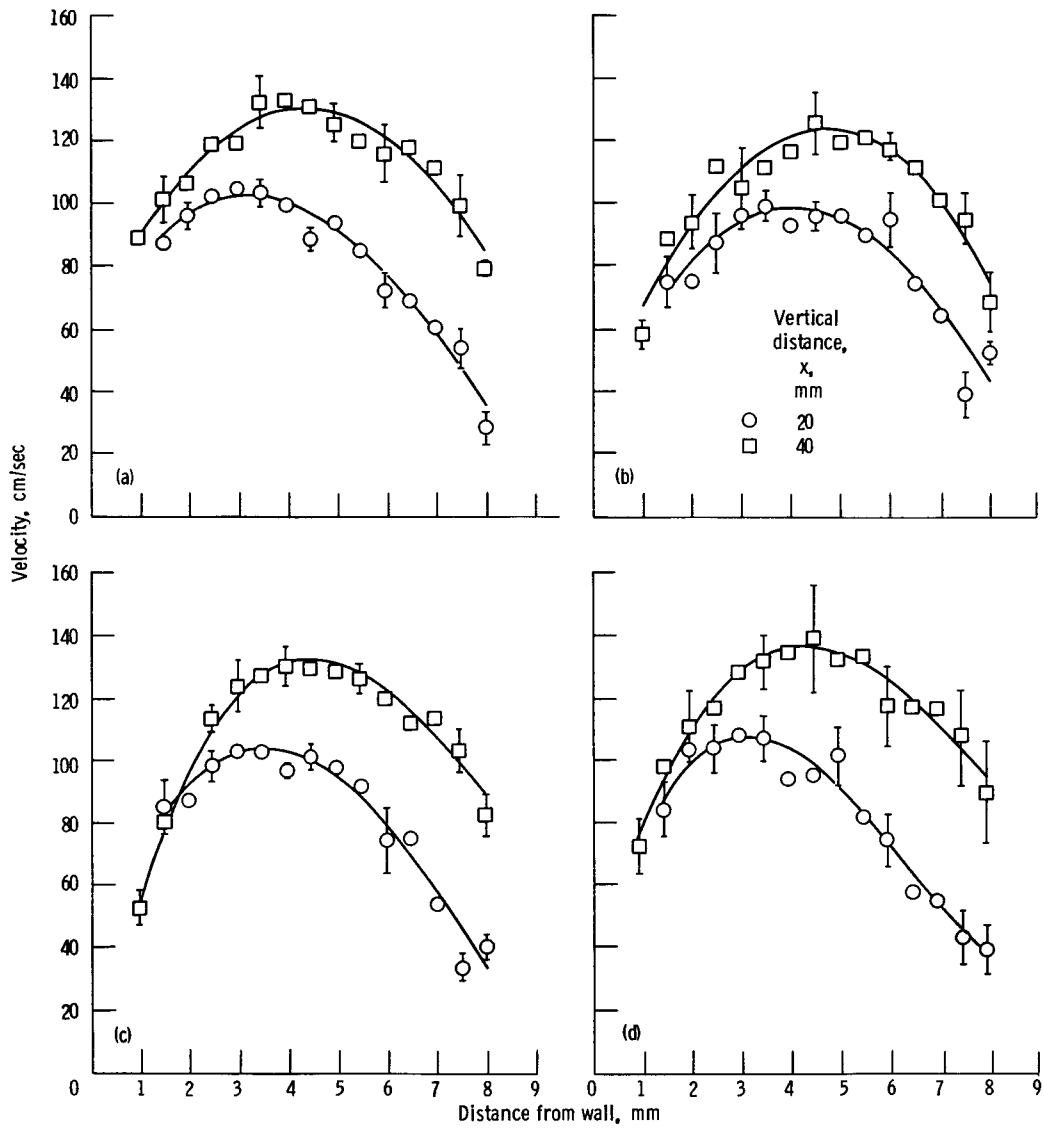 Velocity, cm/sec
160
140
120
100
80
60
40
20
0
(a)
(b)
Vertical
distance,
x,
mm
20
40
160
140
120
100
80
60
40
20
0
(c)
1 2 3 4 5 6 7 8 9
(d)
0 1 2 3 4 5 6 7 8 9
Distance from wall, mm